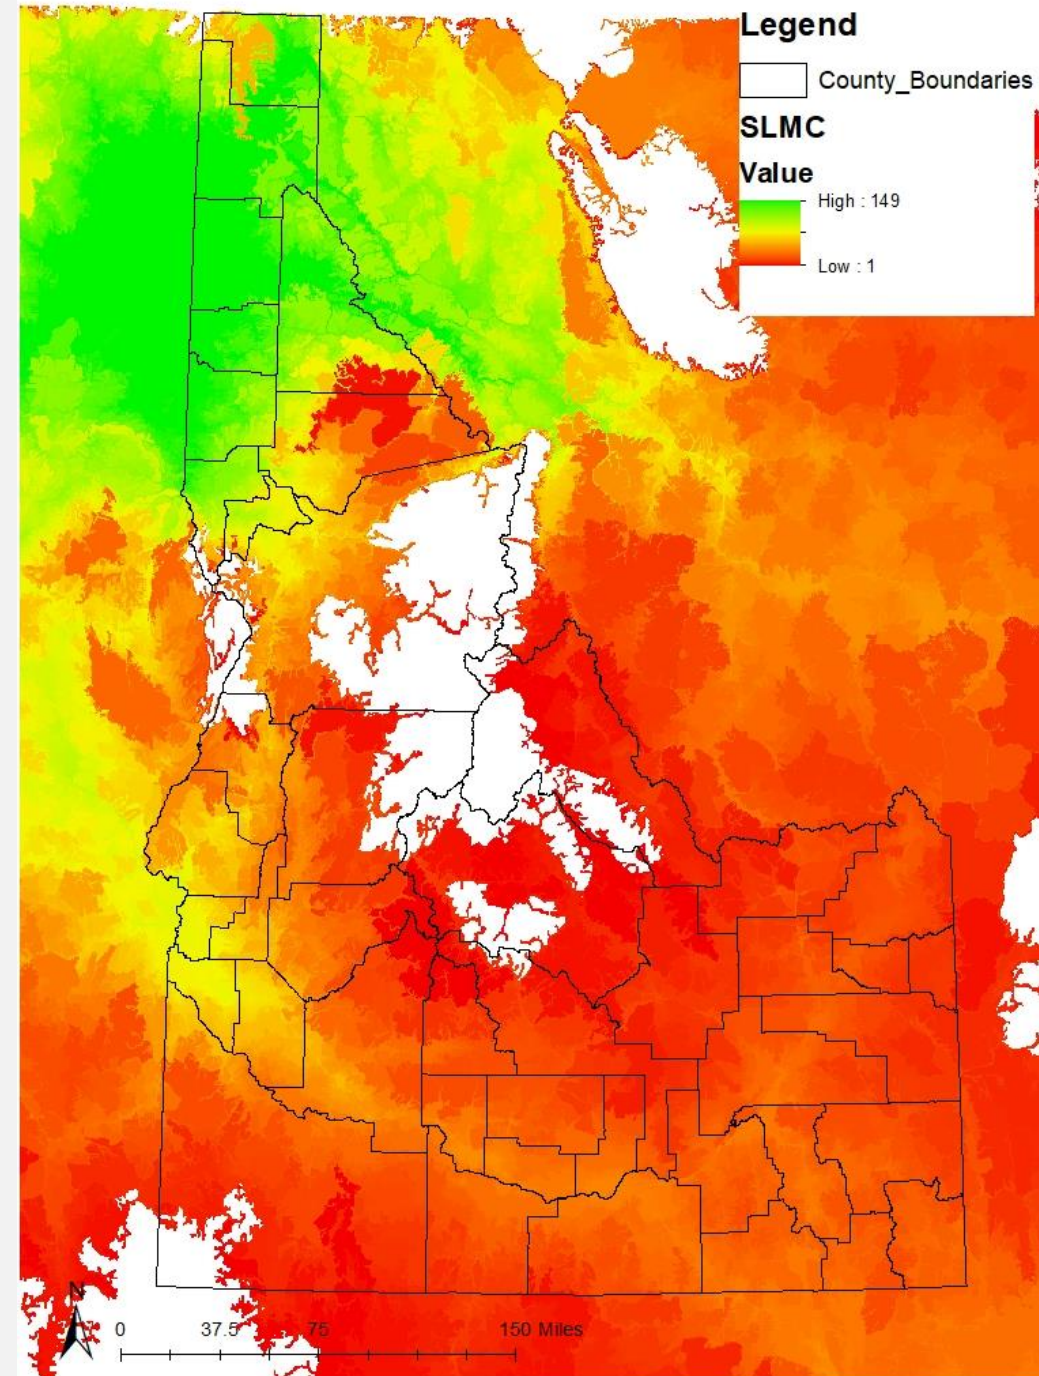 Legend
County_Boundaries
SLMC
Value
High : 149
Low : 1
N
0 37.5 75 150 Miles